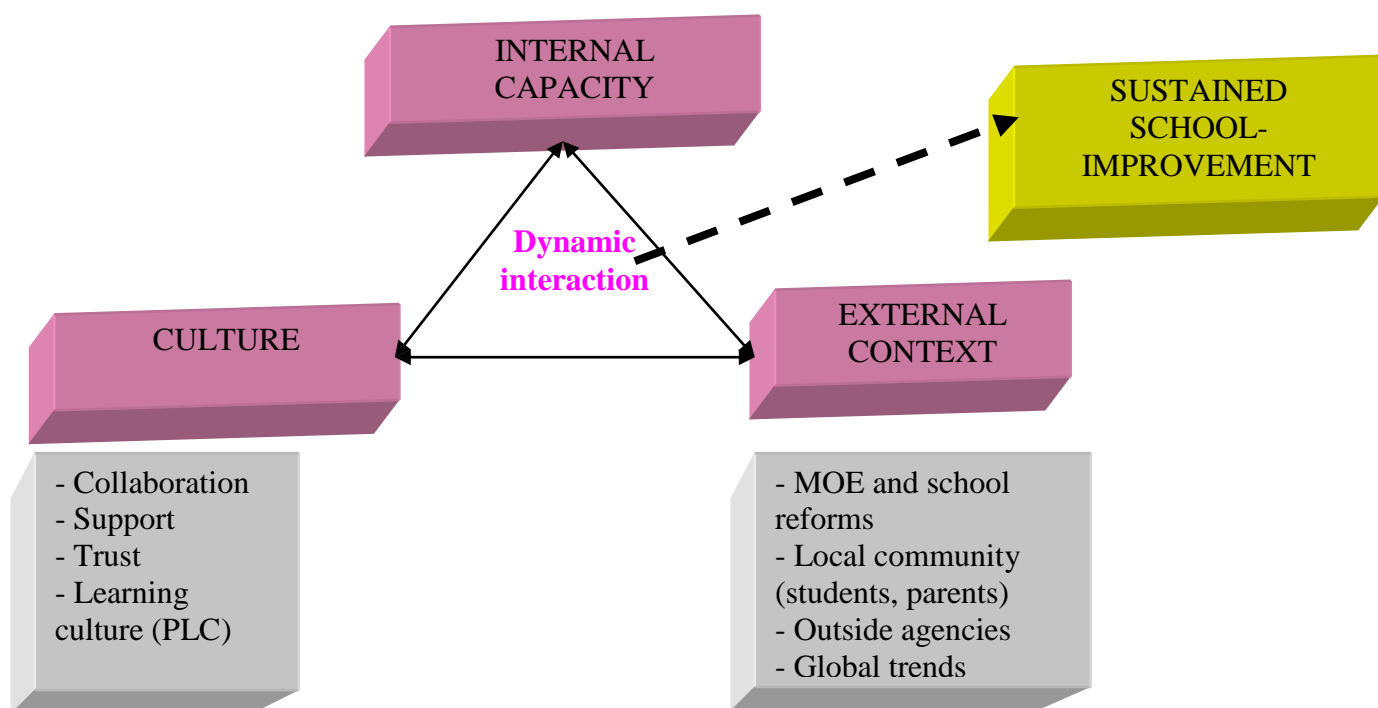 INTERNAL
CAPACITY
SUSTAINED
SCHOOL-
IMPROVEMENT
Dynamic
interaction
CULTURE
EXTERNAL
CONTEXT
- Collaboration
- Support
- Trust
- Learning
culture (PLC)
- MOE and school
reforms
- Local community
(students, parents)
- Outside agencies
- Global trends